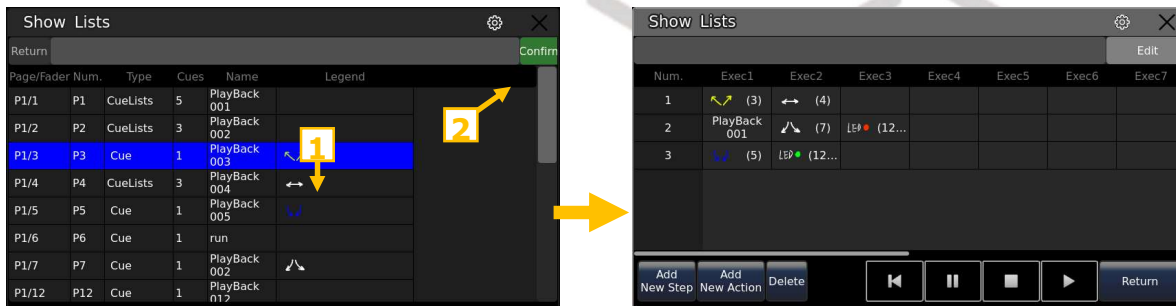 Show Lists
Return Confirm
Page/Fader Num. Type Cues Name Legend
P1/1 P1 CueLists 5 PlayBack 001
P1/2 P2 CueLists 3 PlayBack 002
P1/3 P3 Cue 1 PlayBack 003
P1/4 P4 CueLists 3 PlayBack 004
P1/5 P5 Cue 1 PlayBack 005
P1/6 P6 Cue 1 run
P1/7 P7 Cue 1 PlayBack 002
P1/12 P12 Cue 1 PlayBack 012
1
2
Show Lists
Edit
Num. Exec1 Exec2 Exec3 Exec4 Exec5 Exec6 Exec7
1 (3) (4)
2 PlayBack 001 (7) LED (12...
3 (5) LED (12...
Add New Step Add New Action Delete Return